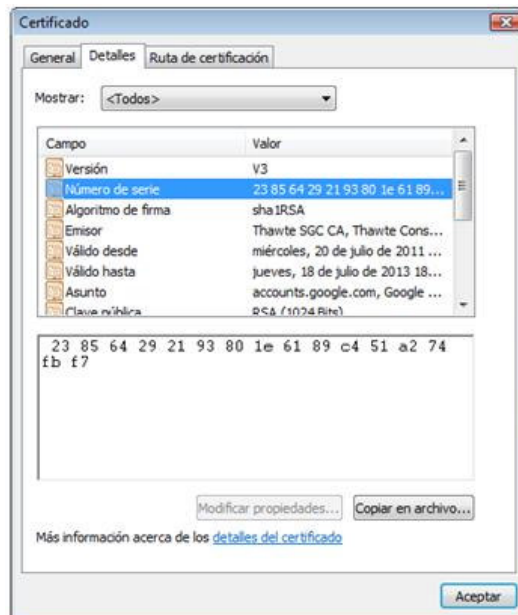 Certificado
General Detalles Ruta de certificación
Mostrar: <Todos>
Campo Valor
Versión V3
Número de serie 23 85 64 29 21 93 80 1e 61 89...
Algoritmo de firma sha1RSA
Emisor Thawte SGC CA, Thawte Cons...
Válido desde miércoles, 20 de julio de 2011 ...
Válido hasta jueves, 18 de julio de 2013 18...
Asunto accounts.google.com, Google ...
Clave pública RSA (1024 Bits)
23 85 64 29 21 93 80 1e 61 89 c4 51 a2 74
fb f7
Modificar propiedades... Copiar en archivo...
Más información acerca de los detalles del certificado
Aceptar